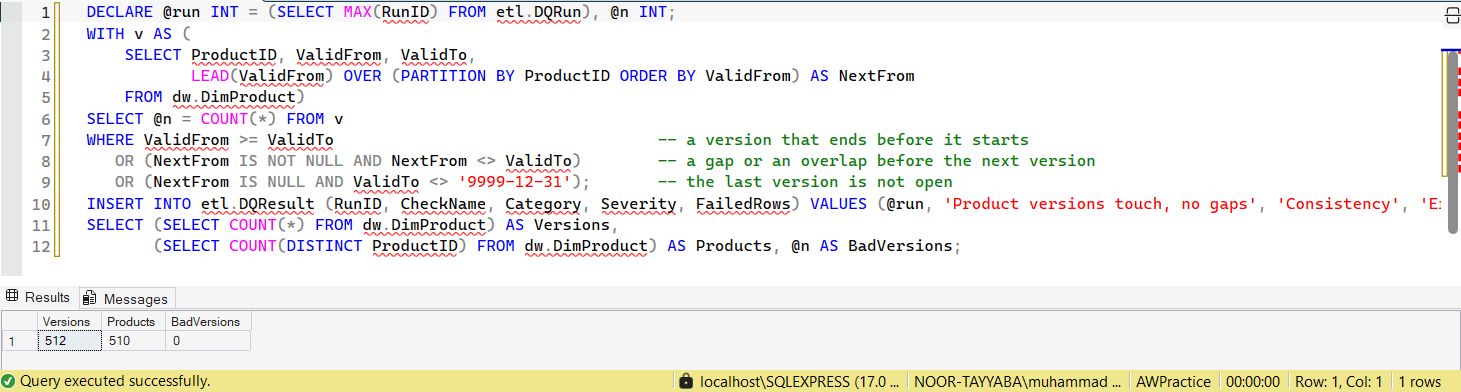 1 DECLARE @run INT = (SELECT MAX(RunID) FROM etl.DQRun), @n INT;
2 WITH v AS (
3 SELECT ProductID, ValidFrom, ValidTo,
4 LEAD(ValidFrom) OVER (PARTITION BY ProductID ORDER BY ValidFrom) AS NextFrom
5 FROM dw.DimProduct)
6 SELECT @n = COUNT(*) FROM v
7 WHERE ValidFrom >= ValidTo -- a version that ends before it starts
8 OR (NextFrom IS NOT NULL AND NextFrom <> ValidTo) -- a gap or an overlap before the next version
9 OR (NextFrom IS NULL AND ValidTo <> '9999-12-31'); -- the last version is not open
10 INSERT INTO etl.DQResult (RunID, CheckName, Category, Severity, FailedRows) VALUES (@run, 'Product versions touch, no gaps', 'Consistency',
11 SELECT (SELECT COUNT(*) FROM dw.DimProduct) AS Versions,
12 (SELECT COUNT(DISTINCT ProductID) FROM dw.DimProduct) AS Products, @n AS BadVersions;
Results Messages
Versions Products BadVersions
1 512 510 0
Query executed successfully. localhost\SQLEXPRESS (17.0 ... NOOR-TAYYABA\muhammad ... AWPractice 00:00:00 Row: 1, Col: 1 1 rows